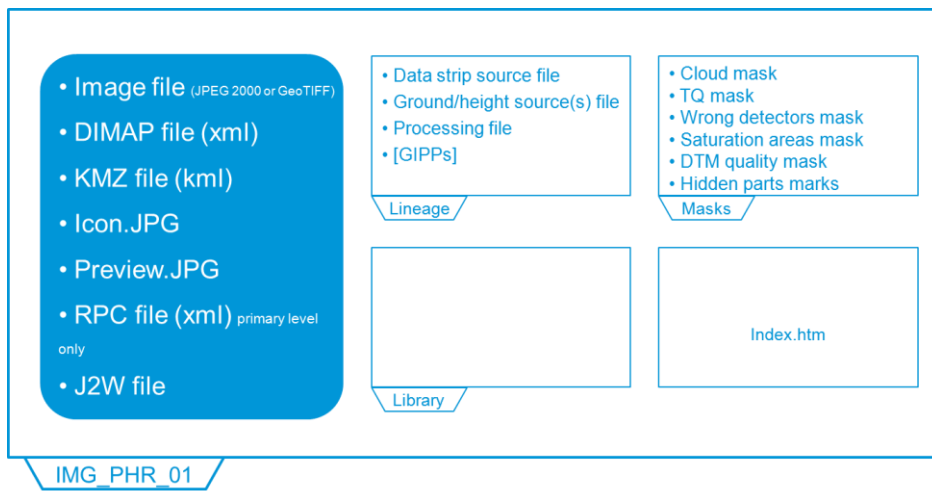 • Image file (JPEG 2000 or GeoTIFF)
• DIMAP file (xml)
• KMZ file (kml)
• Icon.JPG
• Preview.JPG
• RPC file (xml) primary level
only
• J2W file
• Data strip source file
• Ground/height source(s) file
• Processing file
• [GIPPs]
Lineage
• Cloud mask
• TQ mask
• Wrong detectors mask
• Saturation areas mask
• DTM quality mask
• Hidden parts marks
Masks
Library
Index.htm
IMG_PHR_01